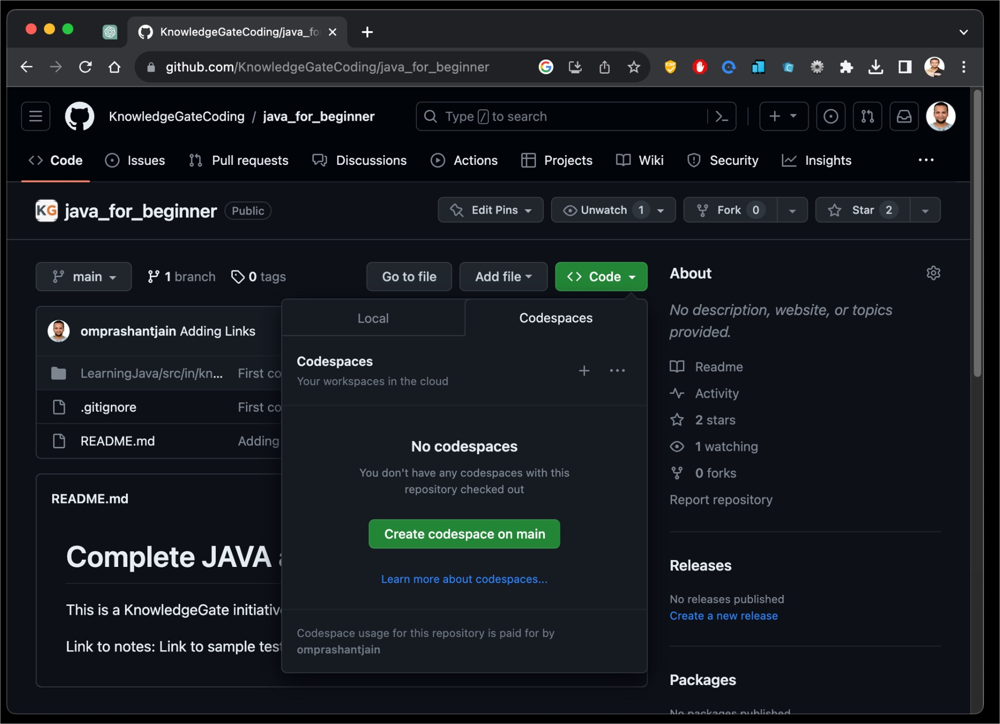 KnowledgeGateCoding/java_fo
github.com/KnowledgeGateCoding/java_for_beginner
KnowledgeGateCoding / java_for_beginner
Type / to search
Code Issues Pull requests Discussions Actions Projects Wiki Security Insights
KG java_for_beginner Public
Edit Pins Unwatch 1 Fork 0 Star 2
main 1 branch 0 tags Go to file Add file Code
Local Codespaces
omprashantjain Adding Links
LearningJava/src/in/kn... First co
.gitignore First co
README.md Adding
Codespaces
Your workspaces in the cloud
No codespaces
You don't have any codespaces with this
repository checked out
Create codespace on main
Learn more about codespaces...
Codespace usage for this repository is paid for by
omprashantjain
README.md
Complete JAVA a
This is a KnowledgeGate initiative
Link to notes: Link to sample test
About
No description, website, or topics
provided.
Readme
Activity
2 stars
1 watching
0 forks
Report repository
Releases
No releases published
Create a new release
Packages
No packages published